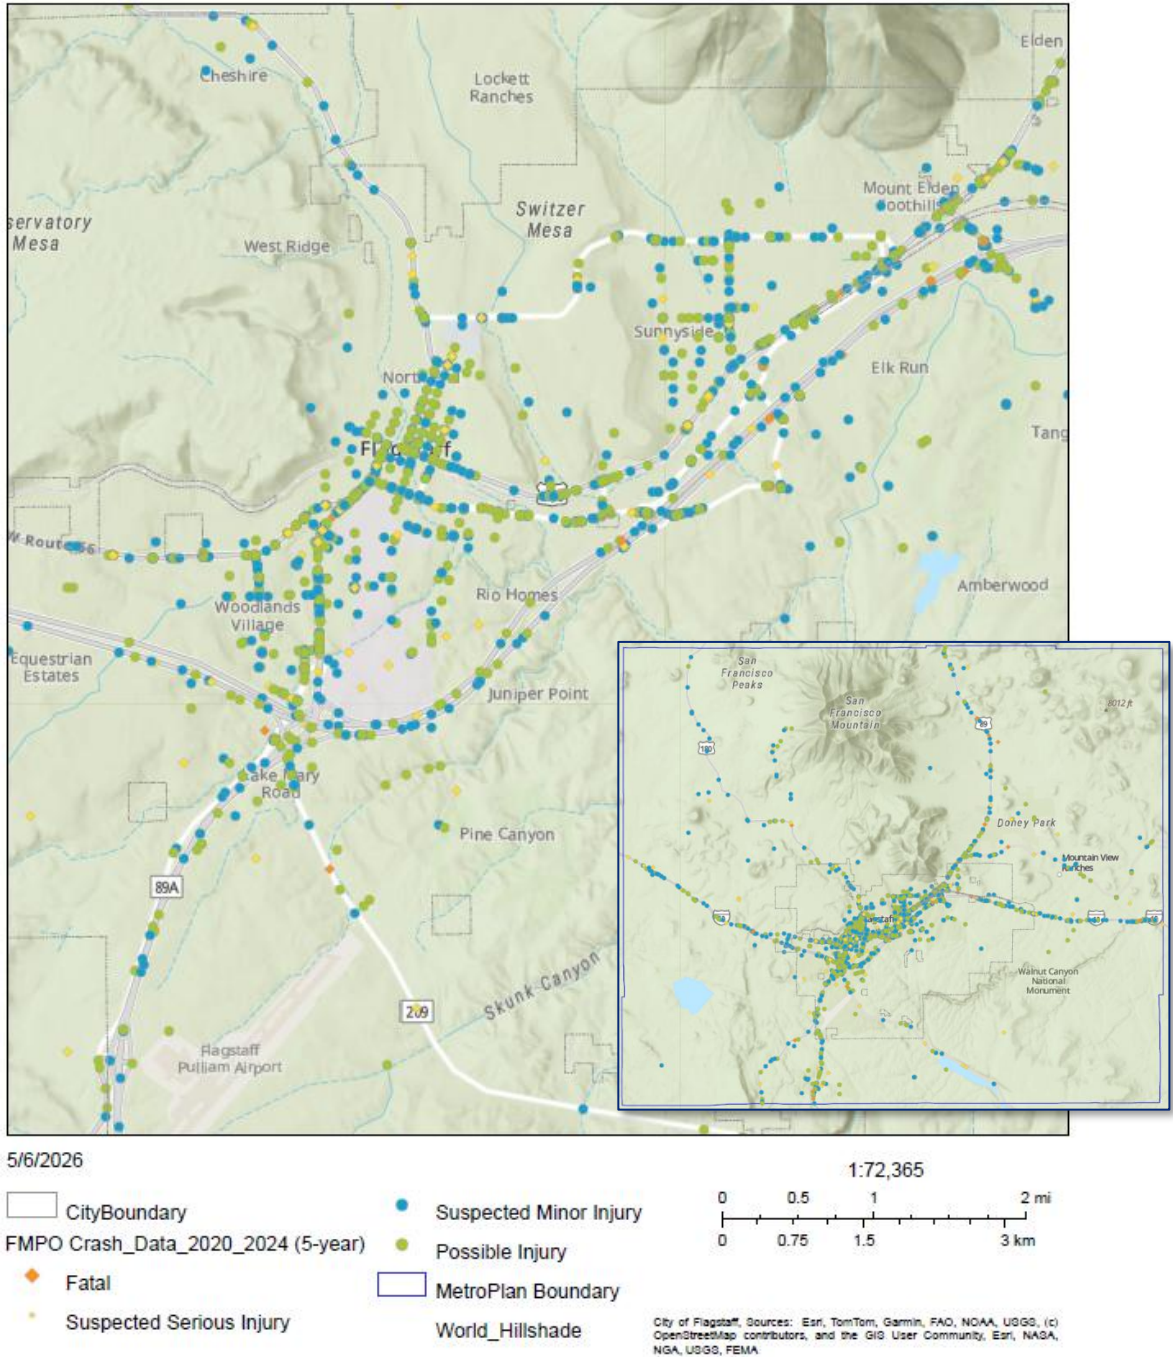 Elden
Cheshire
Lockett
Ranches
Mount Elden
Foothills
servatory
Mesa
Switzer
Mesa
West Ridge
Sunnyside
Elk Run
Flagstaff
Tang
W Route 66
Amberwood
Rio Homes
Woodlands
Village
Equestrian
Estates
Juniper Point
Lake Mary
Road
Pine Canyon
89A
209
Skunk Canyon
Flagstaff
Pulliam Airport
San
Francisco
Peaks
San
Francisco
Mountain
8012 ft
89
180
Doney Park
Mountain View
Ranches
Walnut Canyon
National
Monument
5/6/2026
1:72,365
0 0.5 1 2 mi
0 0.75 1.5 3 km
CityBoundary
FMPO Crash_Data_2020_2024 (5-year)
Fatal
Suspected Serious Injury
Suspected Minor Injury
Possible Injury
MetroPlan Boundary
World_Hillshade
City of Flagstaff, Sources: Esri, TomTom, Garmin, FAO, NOAA, USGS, (c)
OpenStreetMap contributors, and the GIS User Community, Esri, NASA,
NGA, USGS, FEMA